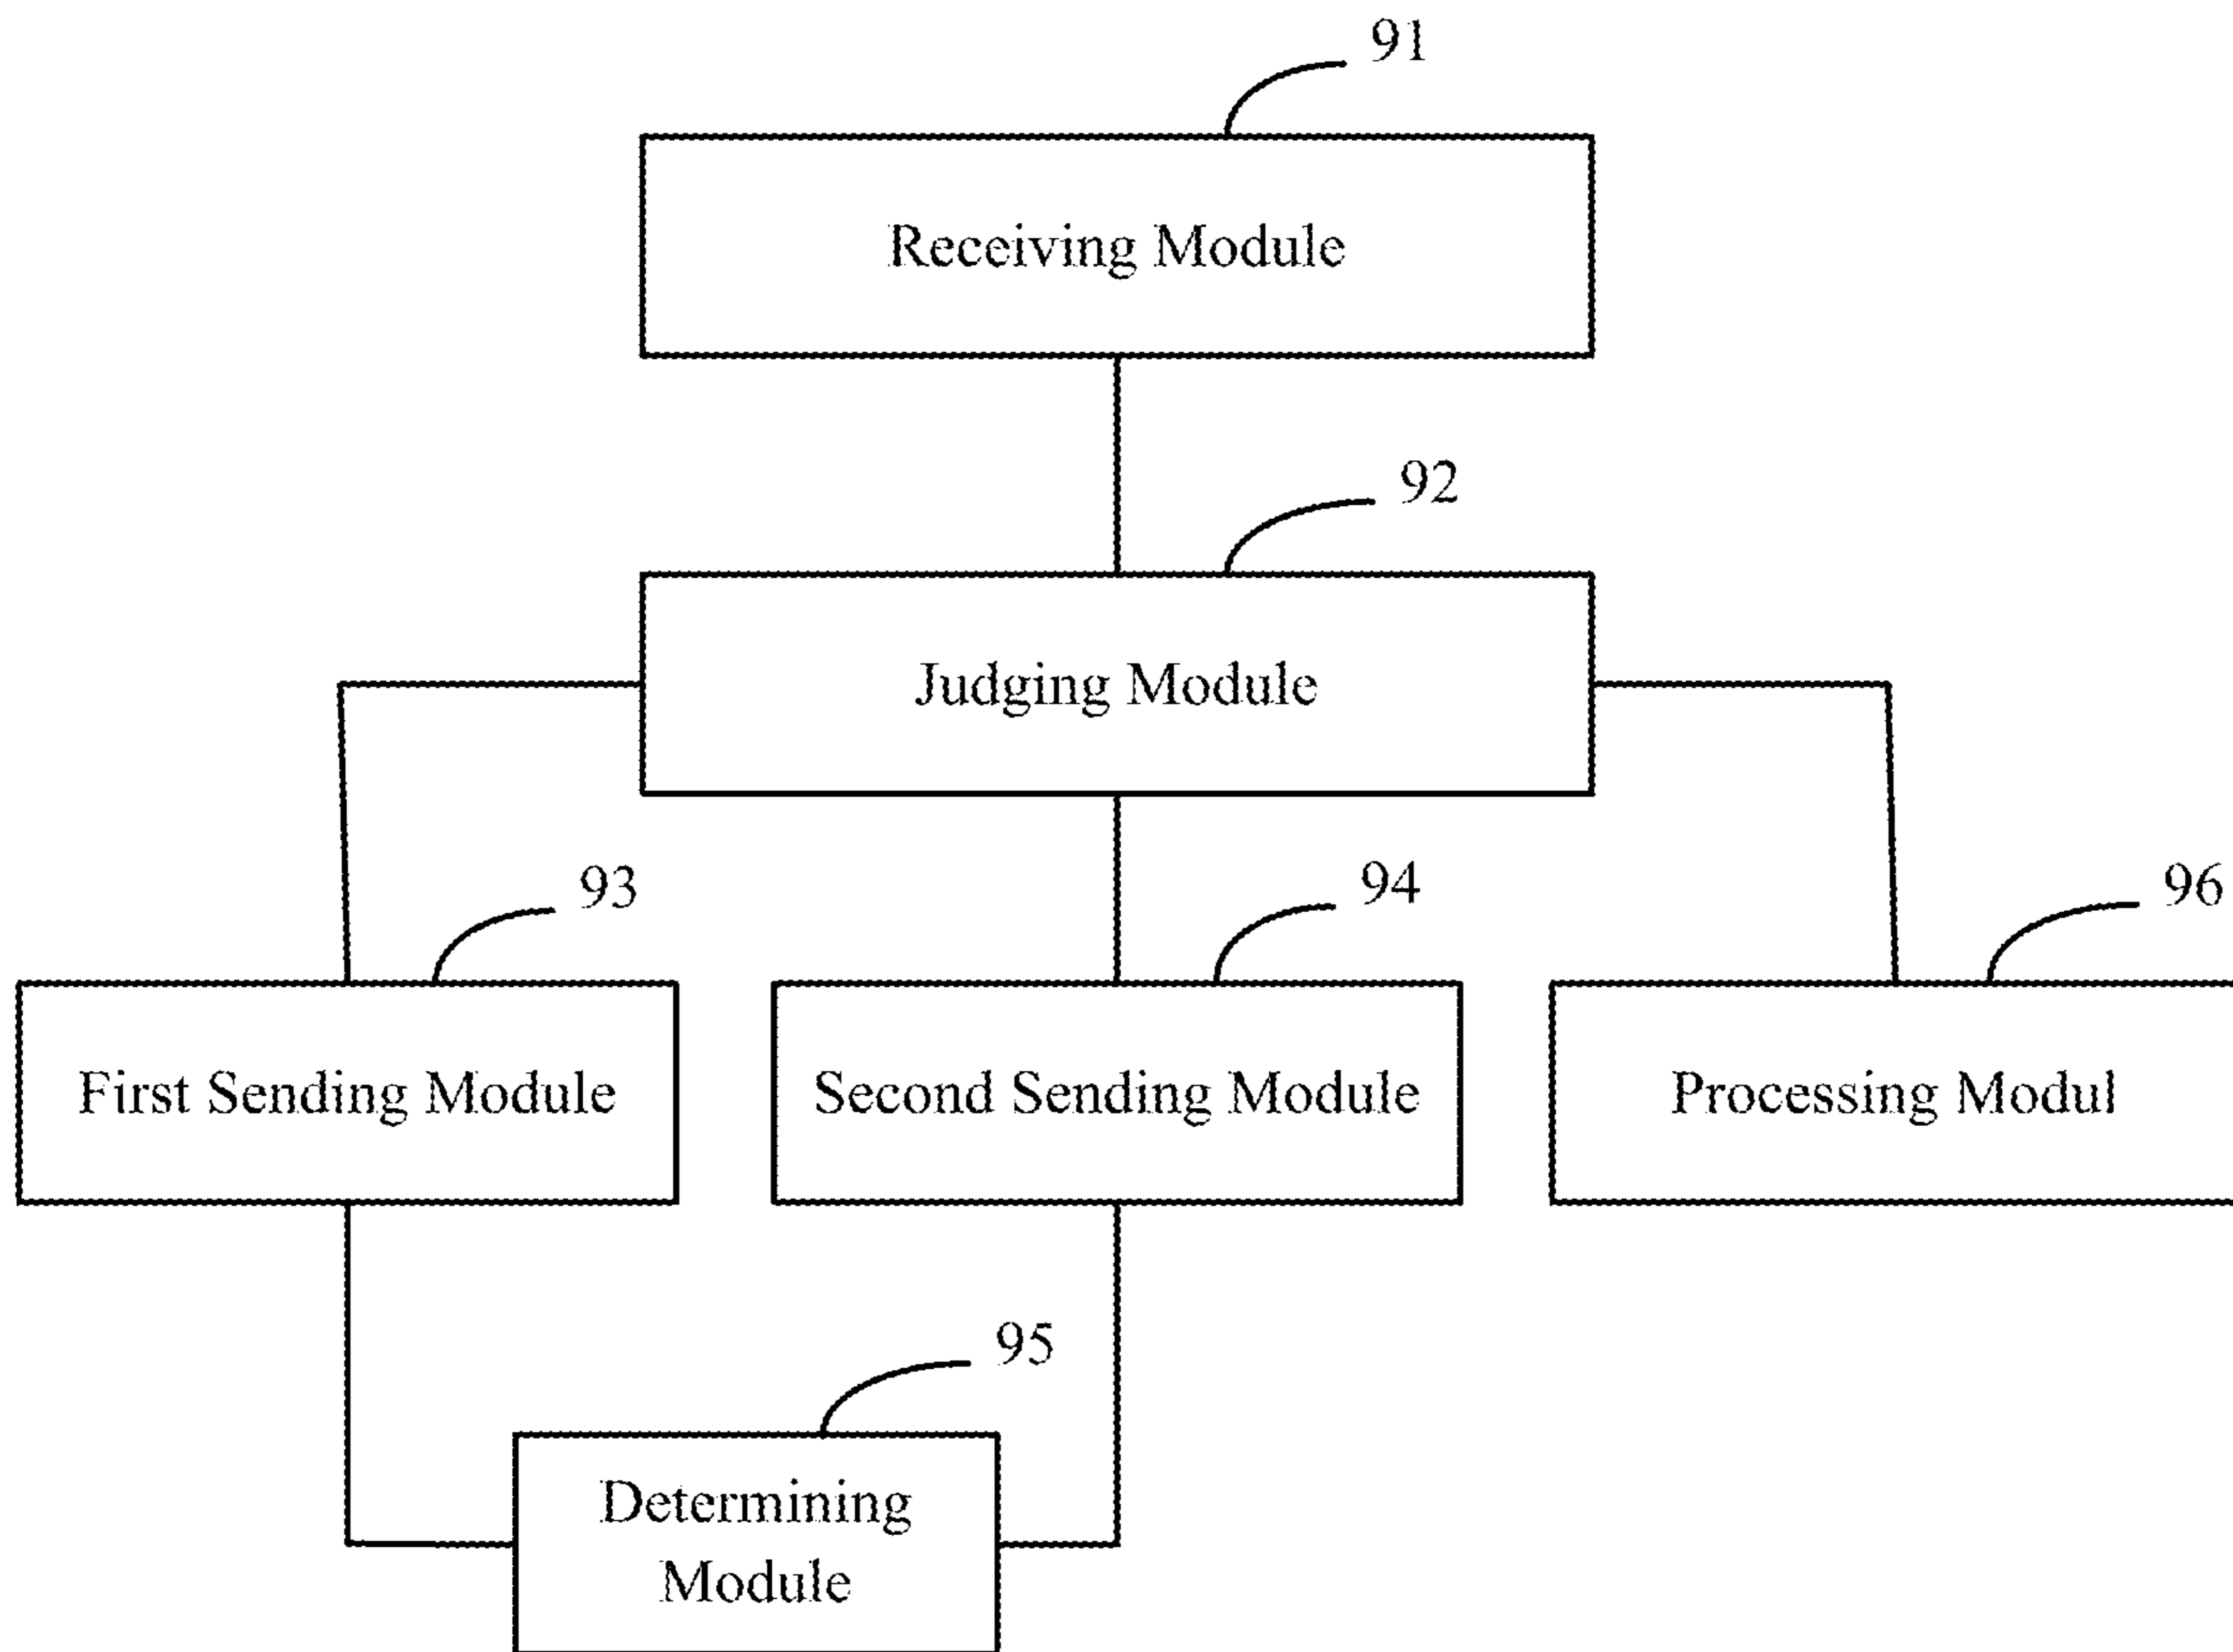 91
Receiving Module
92
Judging Module
93
94
96
First Sending Module
Second Sending Module
Processing Modul
95
Determining
Module